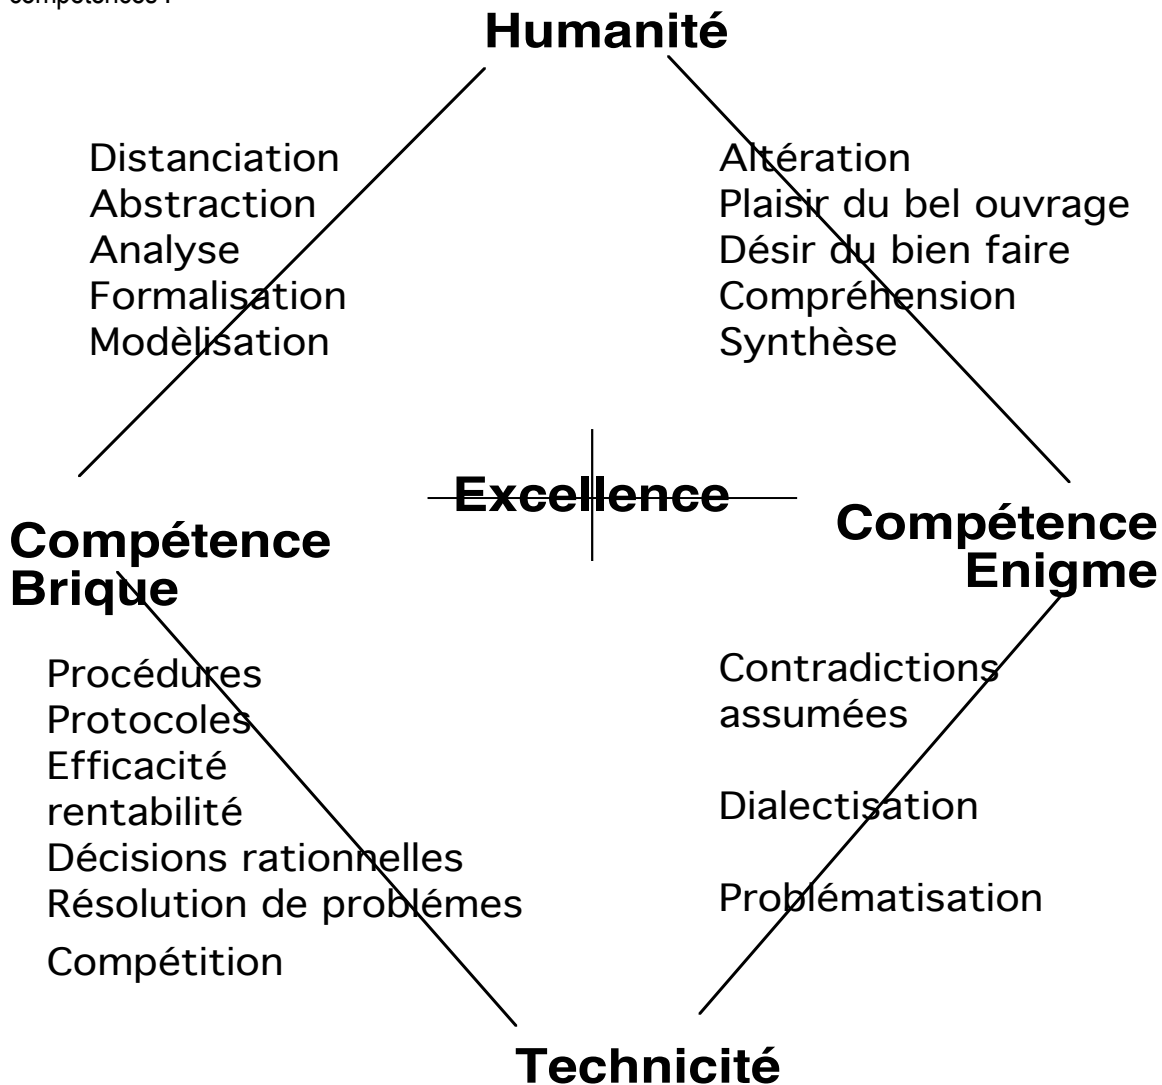 compétences :
Humanité
Distanciation
Abstraction
Analyse
Formalisation
Modèlisation
Altération
Plaisir du bel ouvrage
Désir du bien faire
Compréhension
Synthèse
Excellence
Compétence
Brique
Compétence
Enigme
Procédures
Protocoles
Efficacité
rentabilité
Décisions rationnelles
Résolution de problémes
Compétition
Contradictions
assumées
Dialectisation
Problématisation
Technicité